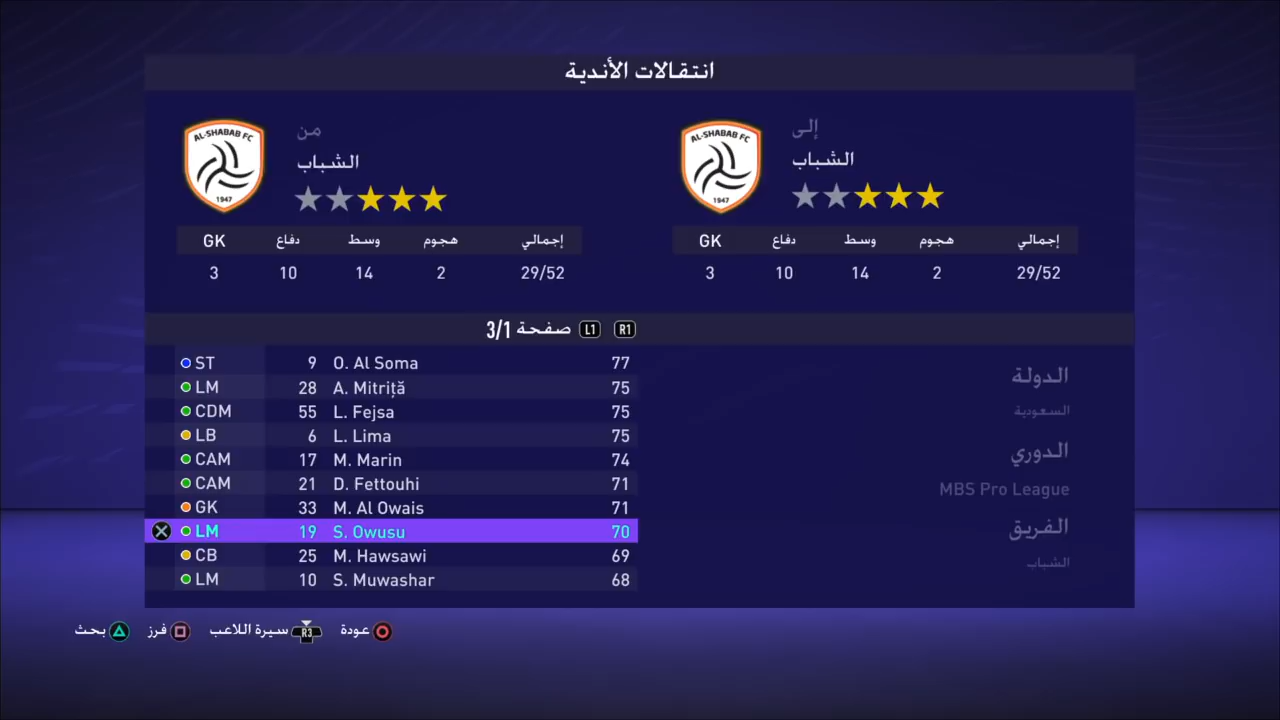 انتقالات الأندية
AL-SHABAB FC
1947
من
الشباب
GK دفاع وسط هجوم إجمالي
3 10 14 2 29/52
AL-SHABAB FC
1947
إلى
الشباب
GK دفاع وسط هجوم إجمالي
3 10 14 2 29/52
صفحة 3/1 L1 R1
ST 9 O. Al Soma 77
LM 28 A. Mitriță 75
CDM 55 L. Fejsa 75
LB 6 L. Lima 75
CAM 17 M. Marin 74
CAM 21 D. Fettouhi 71
GK 33 M. Al Owais 71
LM 19 S. Owusu 70
CB 25 M. Hawsawi 69
LM 10 S. Muwashar 68
الدولة
السعودية
الدوري
MBS Pro League
الفريق
الشباب
بحث فرز سيرة اللاعب R3 عودة